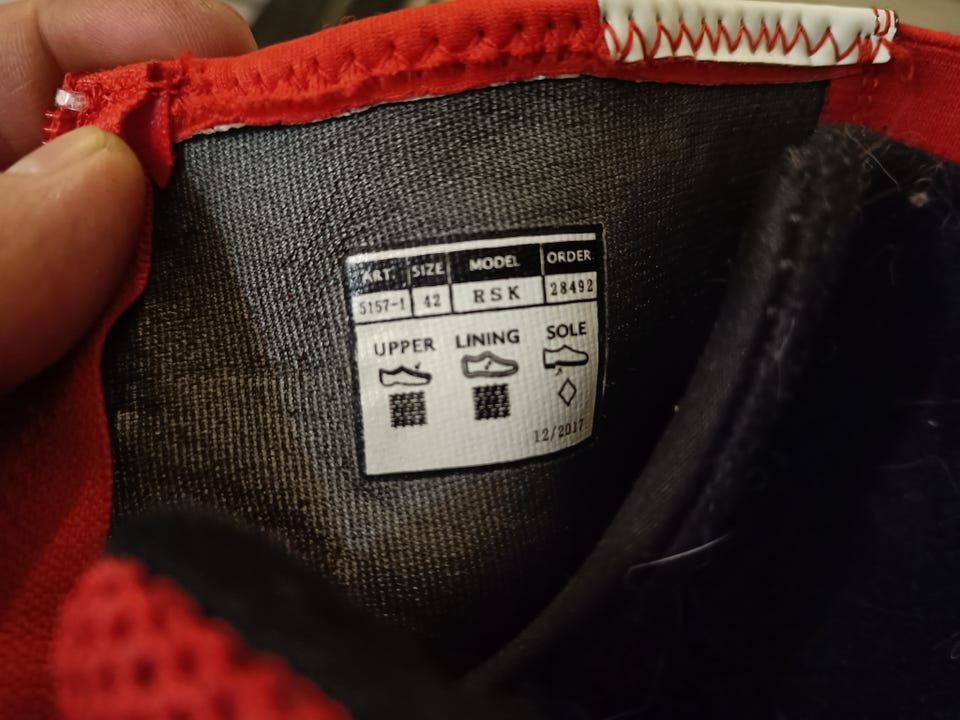 ART. SIZE MODEL ORDER
5157-1 42 RSK 28492
UPPER LINING SOLE
12/2017